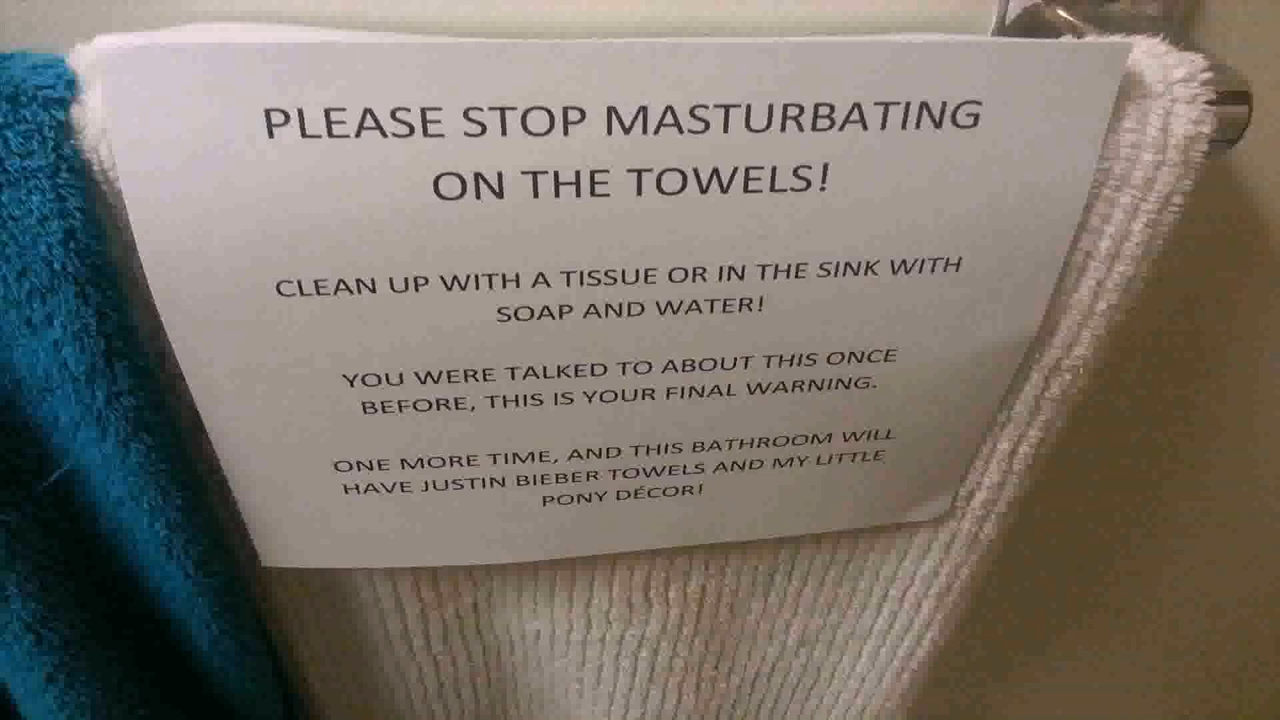 PLEASE STOP MASTURBATING
ON THE TOWELS!
CLEAN UP WITH A TISSUE OR IN THE SINK WITH
SOAP AND WATER!
YOU WERE TALKED TO ABOUT THIS ONCE
BEFORE, THIS IS YOUR FINAL WARNING.
ONE MORE TIME, AND THIS BATHROOM WILL
HAVE JUSTIN BIEBER TOWELS AND MY LITTLE
PONY DÉCOR!